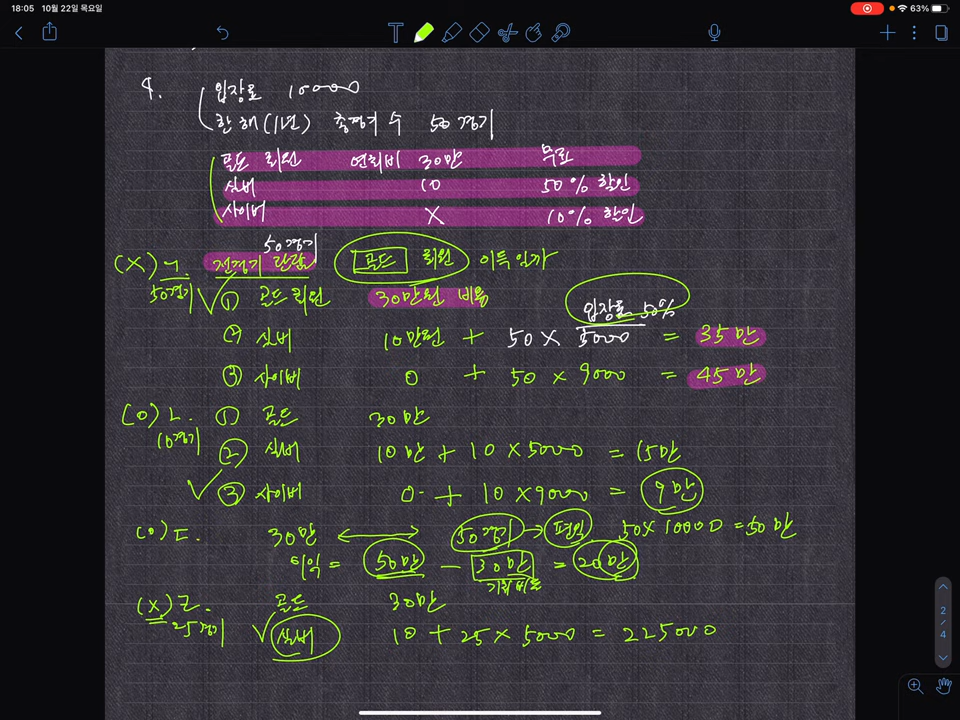 18:05 10월 22일 목요일 63%
4. 입장료 10000
한 해(1년) 총경기 수 50경기
골드 회원 연회비 30만 무료
실버 10 50% 할인
사이버 X 10% 할인
50경기
(X) ㄱ. 전경기 관람 골드 회원 이득일까
50경기 ① 골드회원 30만원 비용 입장료 50%
② 실버 10만원 + 50 × 5000 = 35만
③ 사이버 0 + 50 × 9000 = 45만
(O) ㄴ. ① 골드 30만
10경기 ② 실버 10만 + 10 × 5000 = 15만
③ 사이버 0 + 10 × 9000 = 9만
(O) ㄷ. 30만 ↔ 50경기 → 편익 50 × 10000 = 50만
이익 = 50만 - 30만 = 20만
기회비용
(X) ㄹ. 골드 30만
25경기 실버 10 + 25 × 5000 = 225000
2
/
4